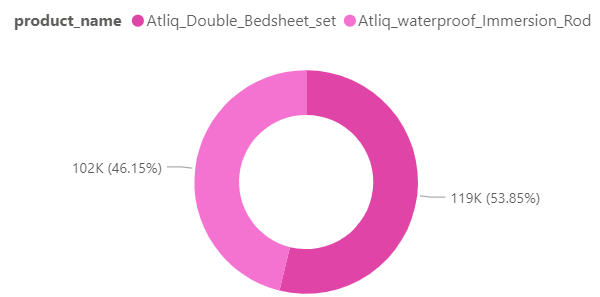 product_name Atliq_Double_Bedsheet_set Atliq_waterproof_Immersion_Rod
102K (46.15%)
119K (53.85%)